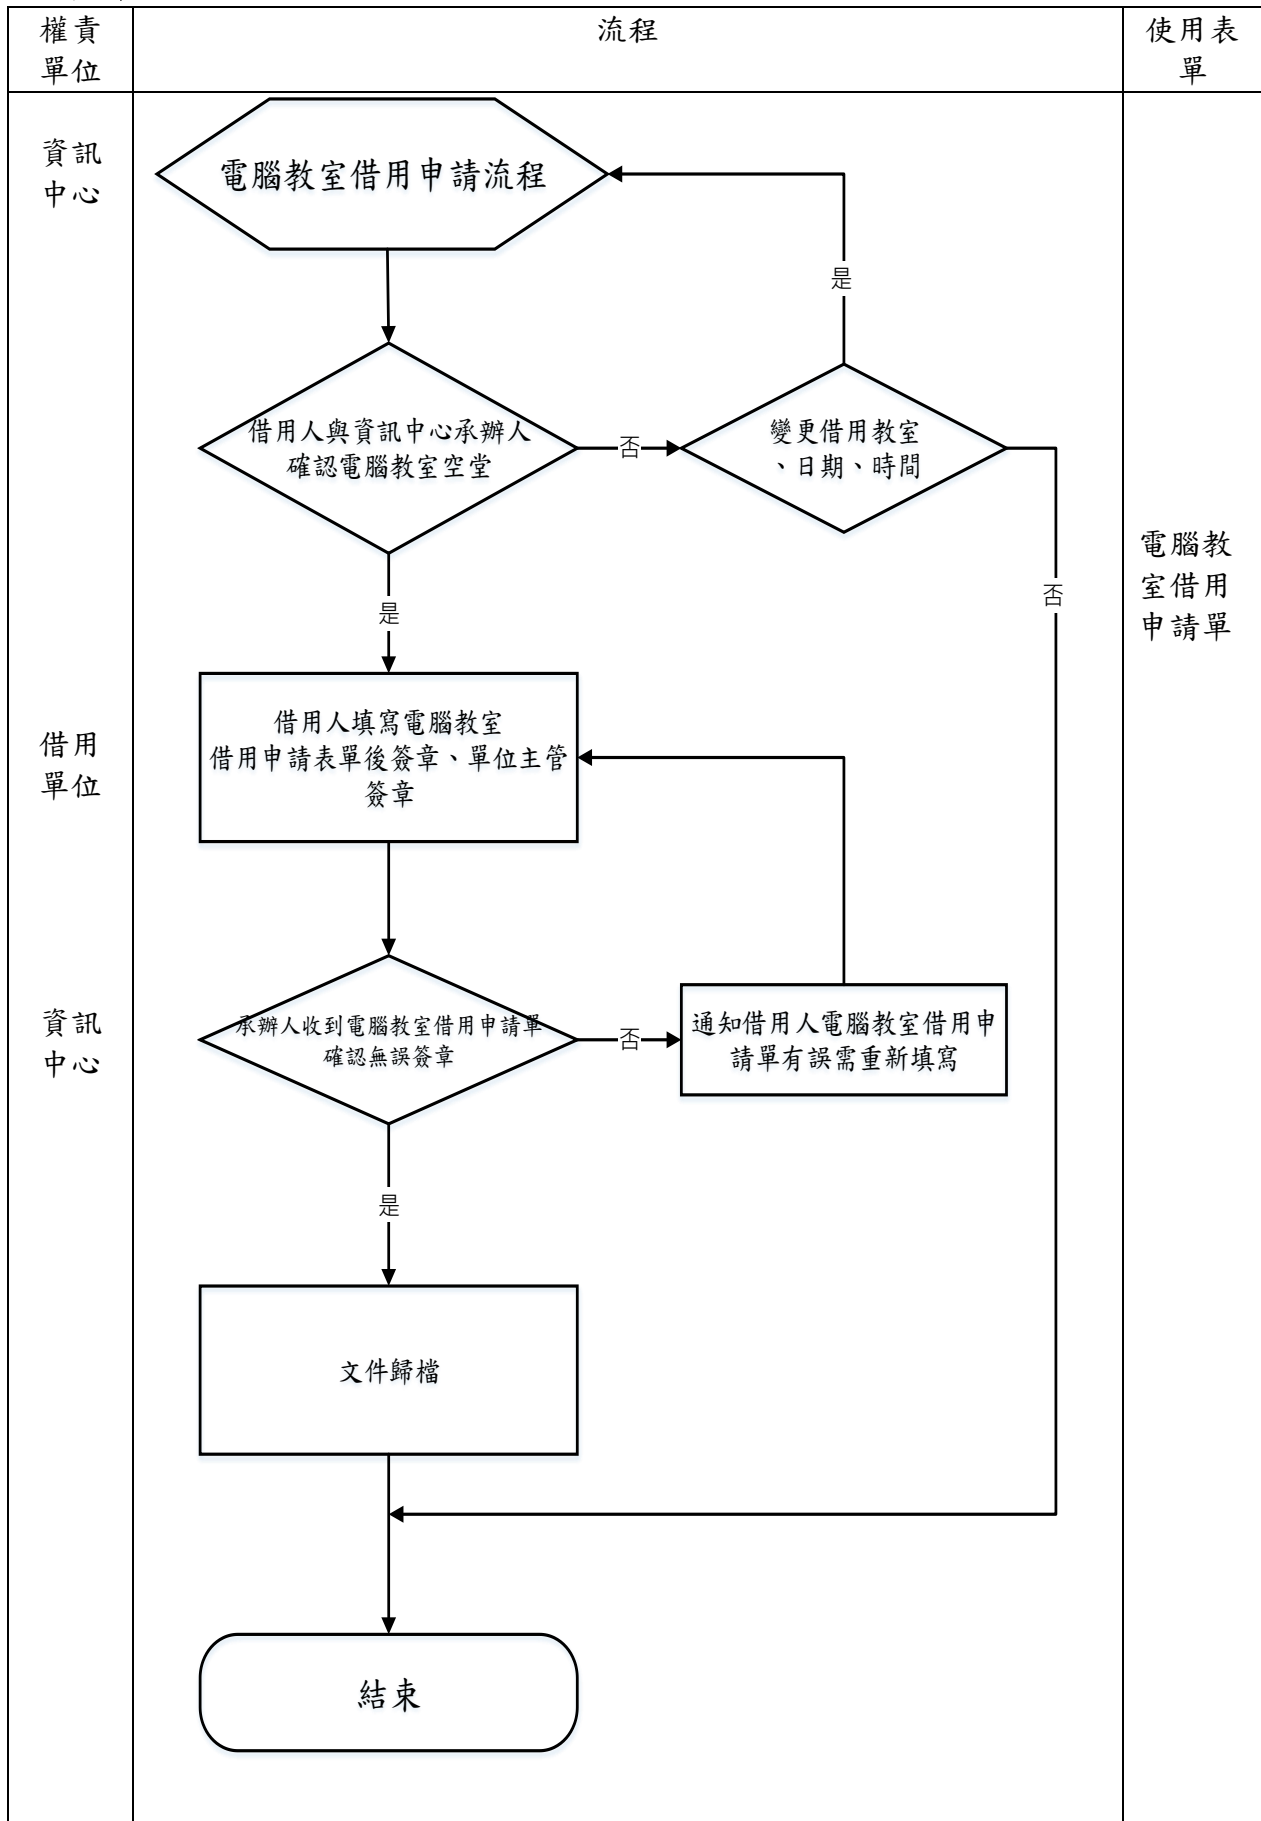 權責
單位
流程
使用表
單
資訊
中心
電腦教室借用申請流程
是
借用人與資訊中心承辦人
確認電腦教室空堂
否
變更借用教室
、日期、時間
電腦教
室借用
申請單
否
是
借用
單位
借用人填寫電腦教室
借用申請表單後簽章、單位主管
簽章
資訊
中心
承辦人收到電腦教室借用申請單
確認無誤簽章
否
通知借用人電腦教室借用申
請單有誤需重新填寫
是
文件歸檔
結束